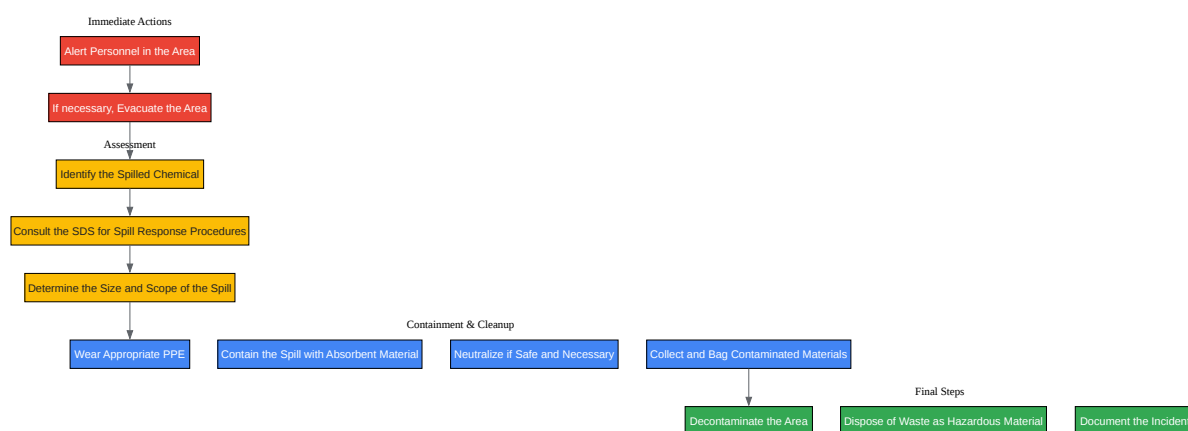 Immediate Actions
Alert Personnel in the Area
If necessary, Evacuate the Area
Assessment
Identify the Spilled Chemical
Consult the SDS for Spill Response Procedures
Determine the Size and Scope of the Spill
Containment & Cleanup
Wear Appropriate PPE
Contain the Spill with Absorbent Material
Neutralize if Safe and Necessary
Collect and Bag Contaminated Materials
Final Steps
Decontaminate the Area
Dispose of Waste as Hazardous Material
Document the Incident